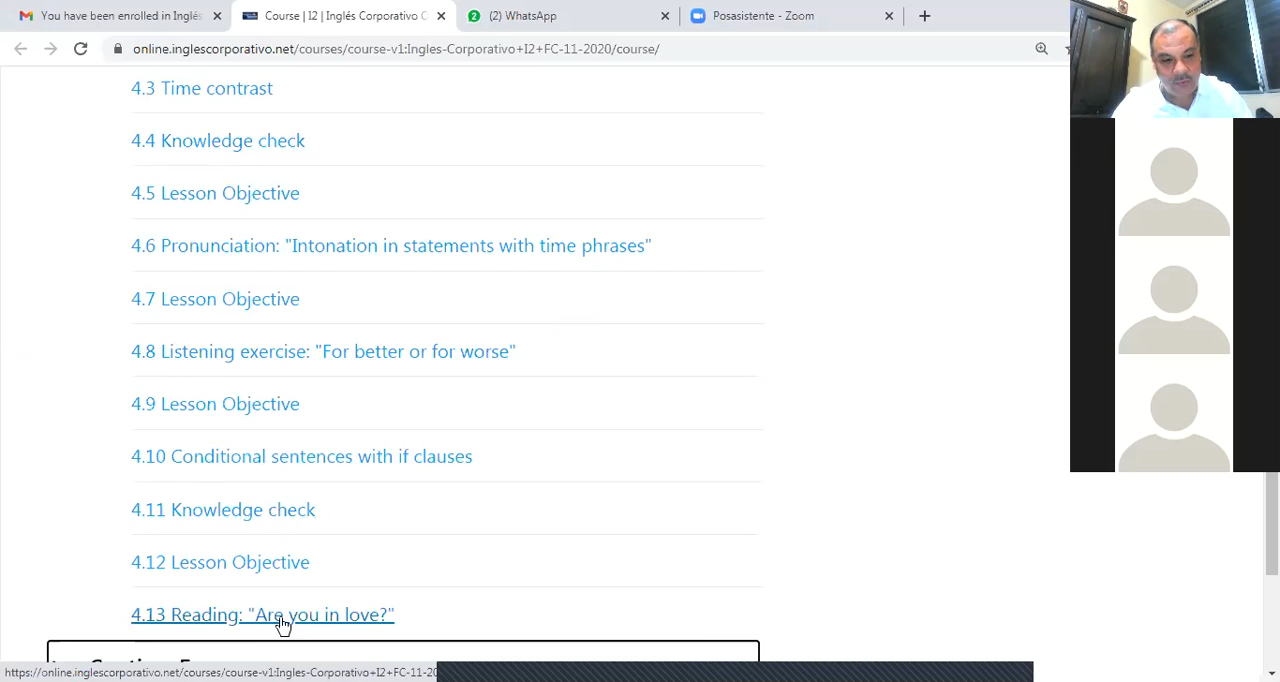 You have been enrolled in Inglés
Course | I2 | Inglés Corporativo C
(2) WhatsApp
Posasistente - Zoom
online.inglescorporativo.net/courses/course-v1:Ingles-Corporativo+I2+FC-11-2020/course/
4.3 Time contrast
4.4 Knowledge check
4.5 Lesson Objective
4.6 Pronunciation: "Intonation in statements with time phrases"
4.7 Lesson Objective
4.8 Listening exercise: "For better or for worse"
4.9 Lesson Objective
4.10 Conditional sentences with if clauses
4.11 Knowledge check
4.12 Lesson Objective
4.13 Reading: "Are you in love?"
https://online.inglescorporativo.net/courses/course-v1:Ingles-Corporativo+I2+FC-11-20